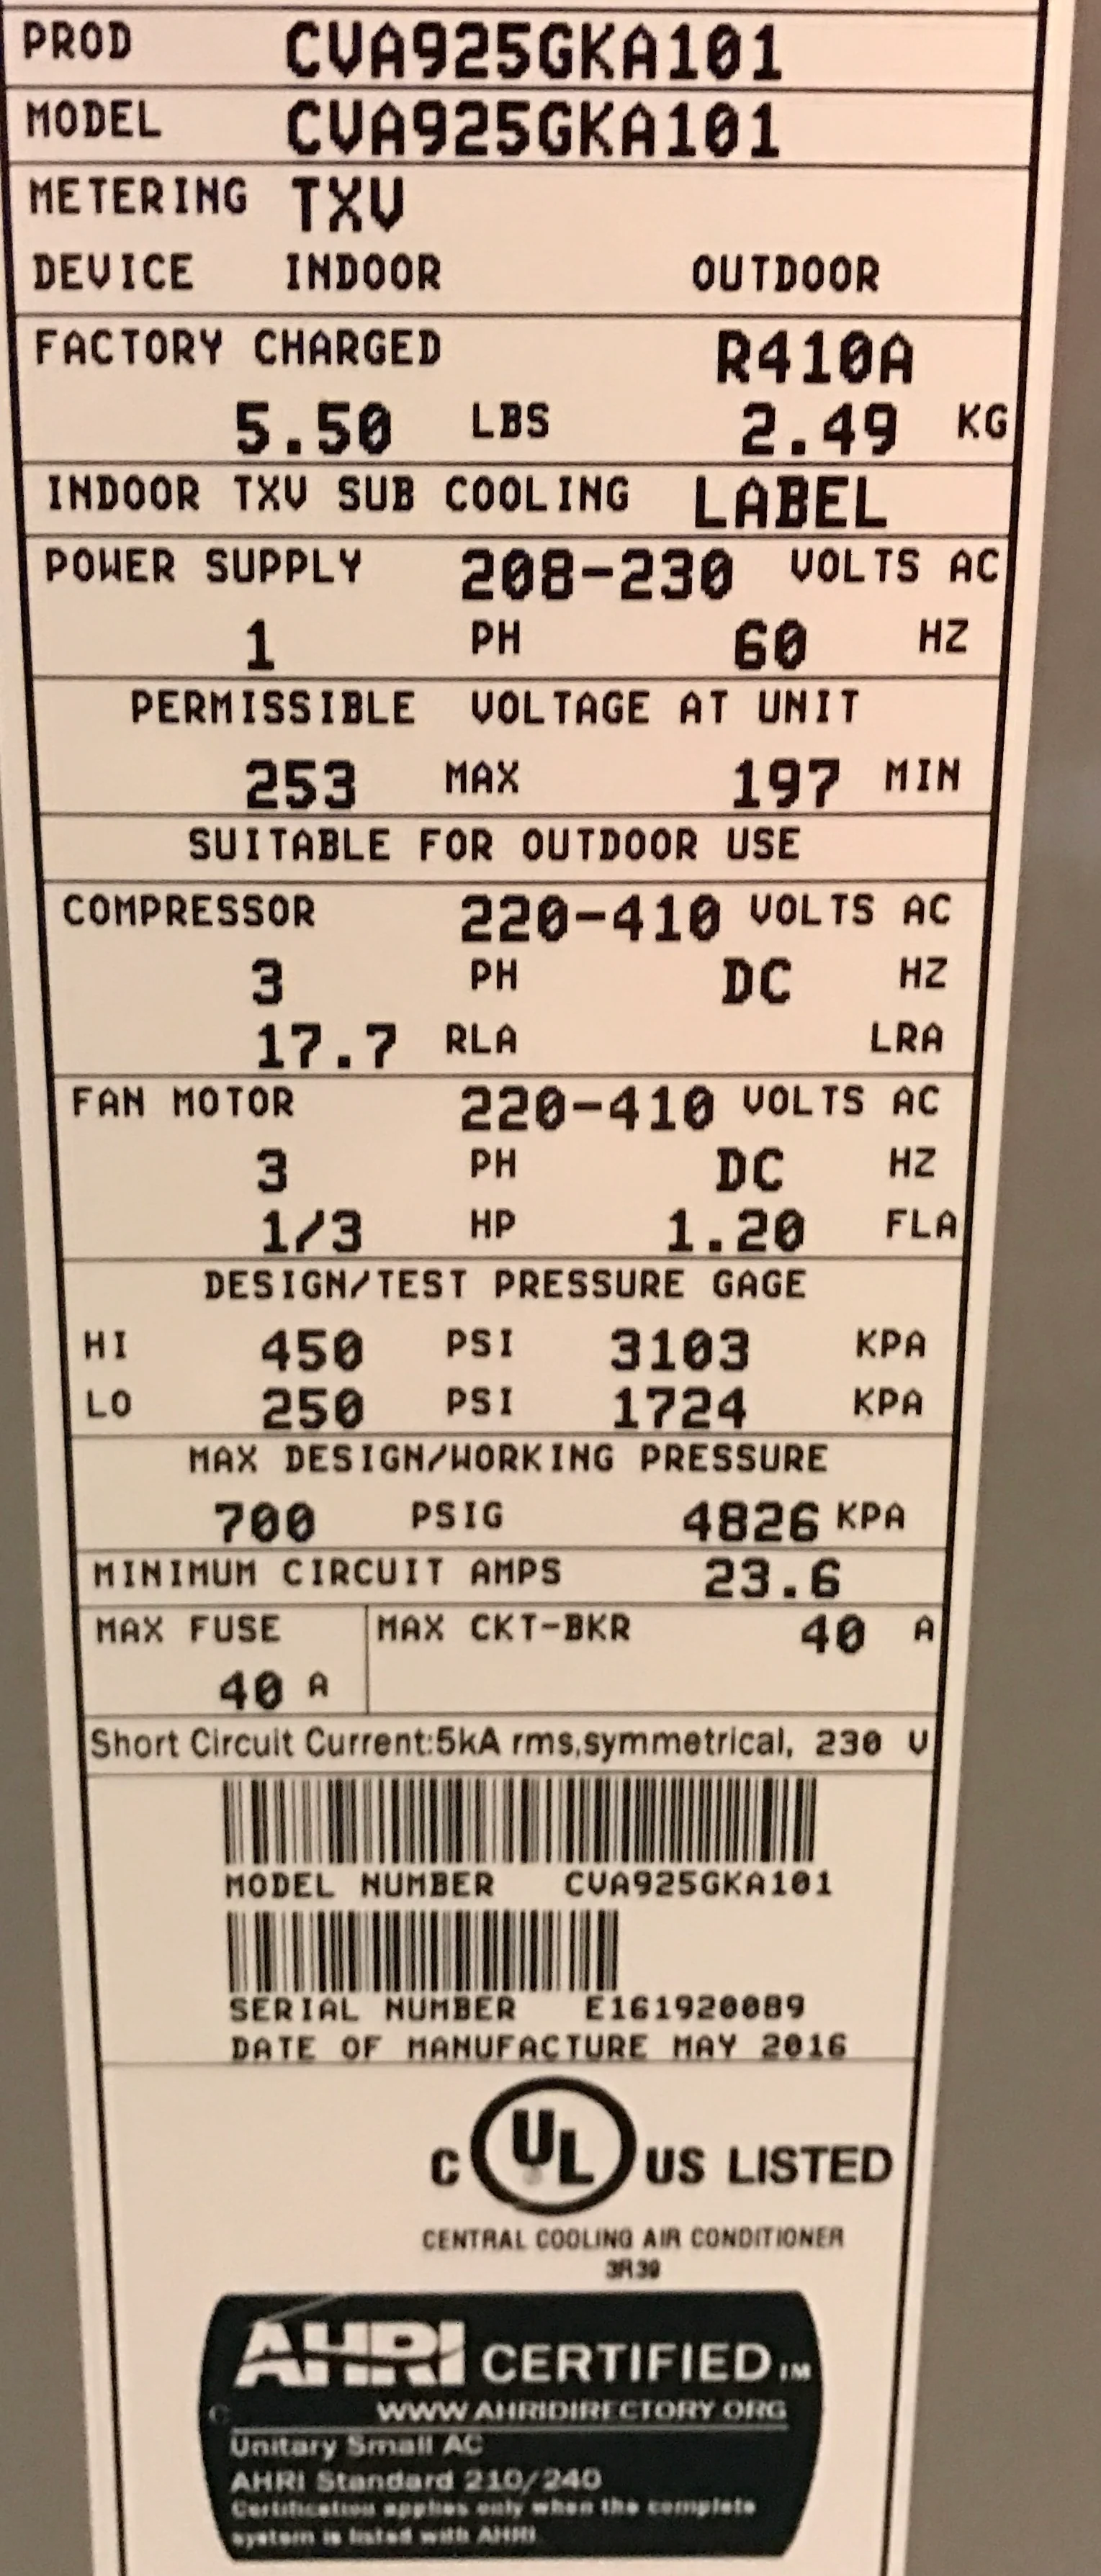 PROD CVA925GKA101
MODEL CVA925GKA101
METERING TXV
DEVICE INDOOR OUTDOOR
FACTORY CHARGED R410A
5.50 LBS 2.49 KG
INDOOR TXV SUB COOLING LABEL
POWER SUPPLY 208-230 VOLTS AC
1 PH 60 HZ
PERMISSIBLE VOLTAGE AT UNIT
253 MAX 197 MIN
SUITABLE FOR OUTDOOR USE
COMPRESSOR 220-410 VOLTS AC
3 PH DC HZ
17.7 RLA LRA
FAN MOTOR 220-410 VOLTS AC
3 PH DC HZ
1/3 HP 1.20 FLA
DESIGN/TEST PRESSURE GAGE
HI 450 PSI 3103 KPA
LO 250 PSI 1724 KPA
MAX DESIGN/WORKING PRESSURE
700 PSIG 4826 KPA
MINIMUM CIRCUIT AMPS 23.6
MAX FUSE MAX CKT-BKR 40 A
40 A
Short Circuit Current:5kA rms,symmetrical, 230 V
MODEL NUMBER CVA925GKA101
SERIAL NUMBER E161920089
DATE OF MANUFACTURE MAY 2016
C UL US LISTED
CENTRAL COOLING AIR CONDITIONER
3R39
AHRI CERTIFIED TM
WWW.AHRIDIRECTORY.ORG
Unitary Small AC
AHRI Standard 210/240
Certification applies only when the complete
system is listed with AHRI